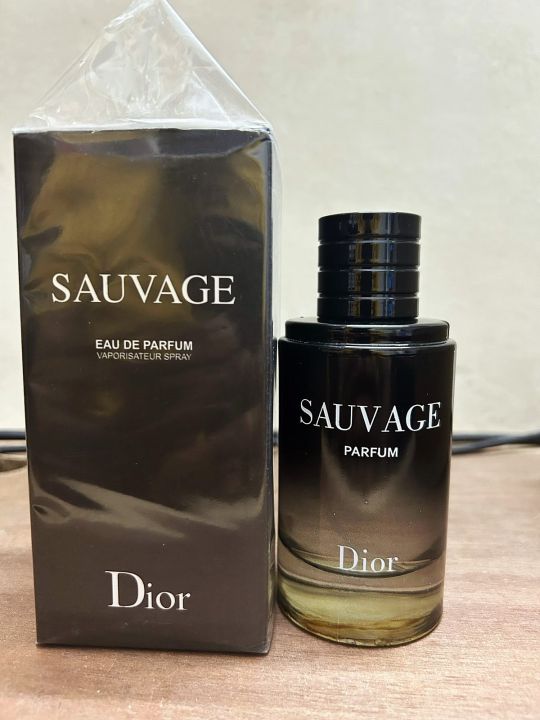 SAUVAGE
EAU DE PARFUM
VAPORISATEUR SPRAY
Dior
SAUVAGE
PARFUM
Dior